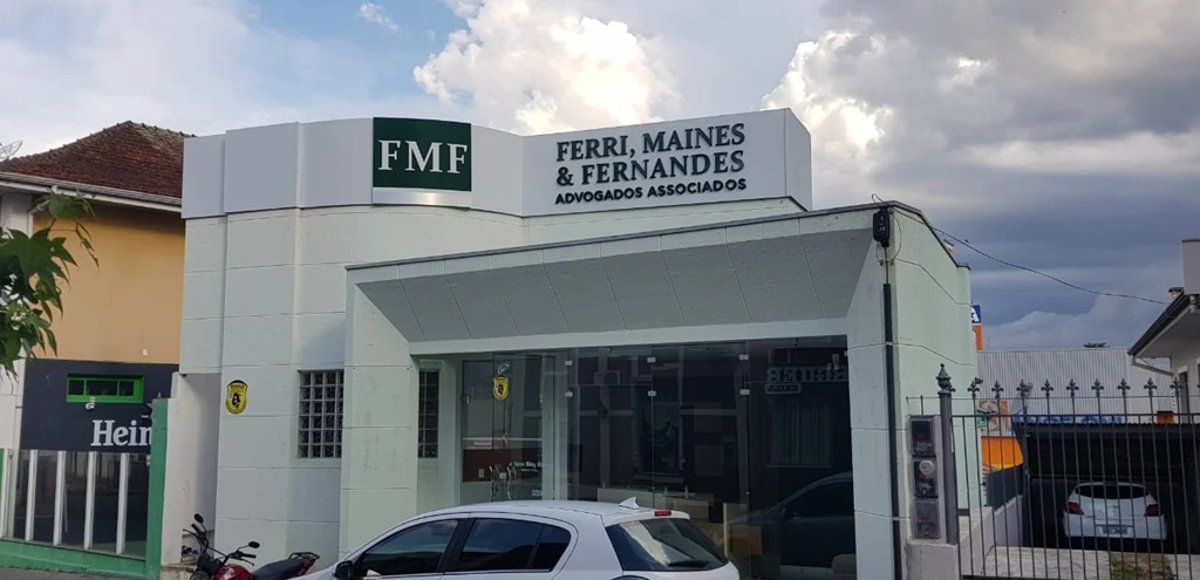 FMF
FERRI, MAINES
& FERNANDES
ADVOGADOS ASSOCIADOS
Hein